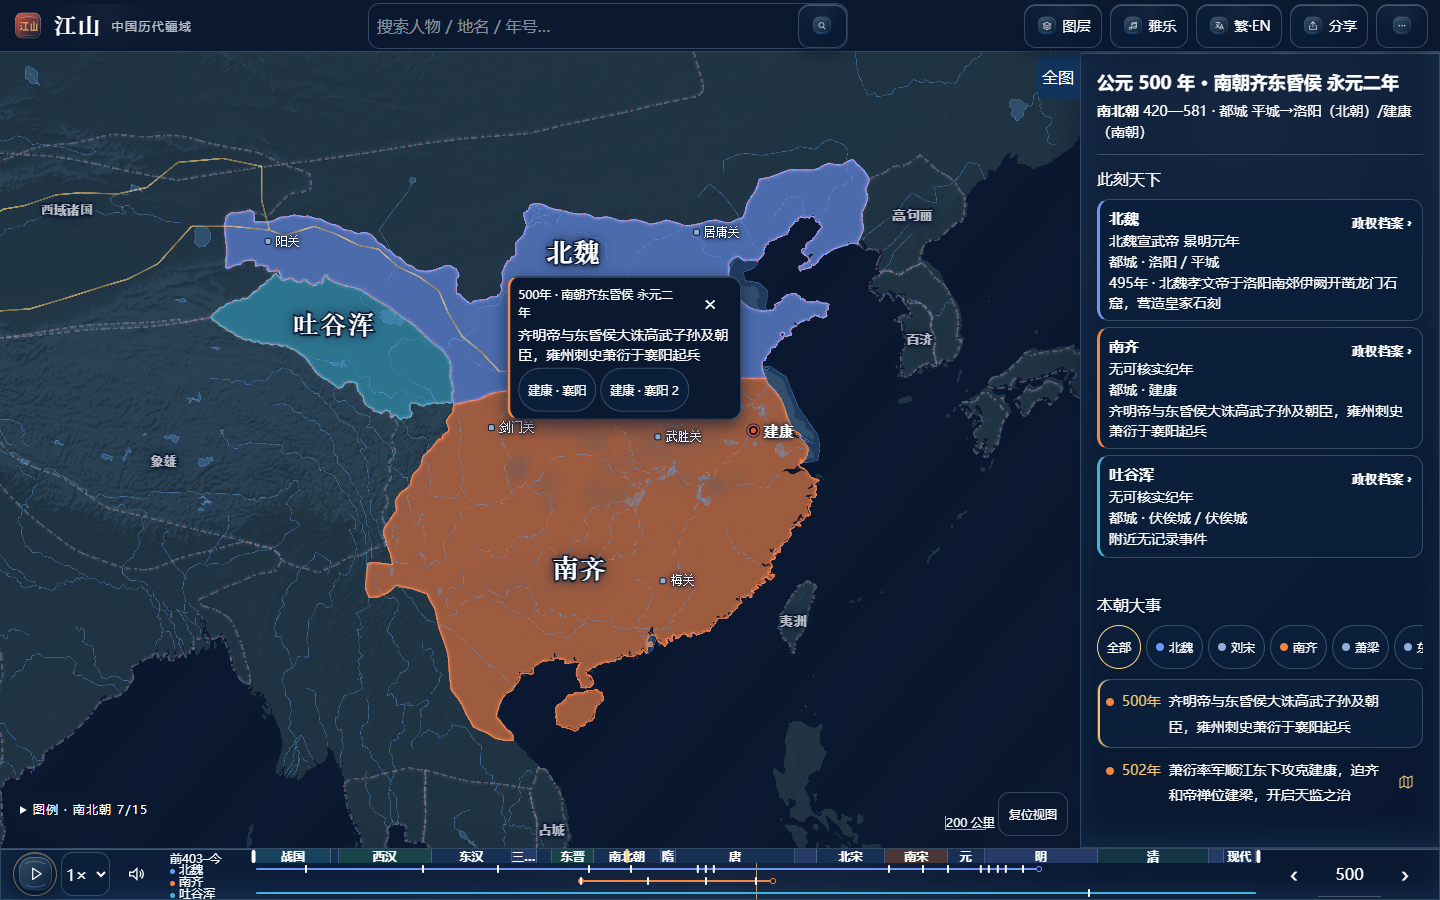 江山 江山 中国历代疆域
搜索人物 / 地名 / 年号...
图层
雅乐
繁·EN
分享
全图
西域诸国
阳关
北魏
居庸关
高句丽
吐谷浑
百济
500年 · 南朝齐东昏侯 永元二
年
齐明帝与东昏侯大诛高武子孙及朝
臣，雍州刺史萧衍于襄阳起兵
建康 · 襄阳
建康 · 襄阳 2
剑门关
武胜关
建康
象雄
南齐
梅关
夷洲
占城
图例 · 南北朝 7/15
200 公里
复位视图
公元 500 年 • 南朝齐东昏侯 永元二年
南北朝 420—581 · 都城 平城→洛阳（北朝）/建康
（南朝）
此刻天下
北魏
政权档案 ›
北魏宣武帝 景明元年
都城 · 洛阳 / 平城
495年 · 北魏孝文帝于洛阳南郊伊阙开凿龙门石
窟，营造皇家石刻
南齐
政权档案 ›
无可核实纪年
都城 · 建康
齐明帝与东昏侯大诛高武子孙及朝臣，雍州刺史
萧衍于襄阳起兵
吐谷浑
政权档案 ›
无可核实纪年
都城 · 伏俟城 / 伏俟城
附近无记录事件
本朝大事
全部
北魏
刘宋
南齐
萧梁
500年 齐明帝与东昏侯大诛高武子孙及朝
臣，雍州刺史萧衍于襄阳起兵
502年 萧衍率军顺江东下攻克建康，迫齐
和帝禅位建梁，开启天监之治
1×
前403–今
北魏
南齐
吐谷浑
战国
西汉
东汉
三...
东晋
南北朝
隋
唐
北宋
南宋
元
明
清
现代
‹ 500 ›